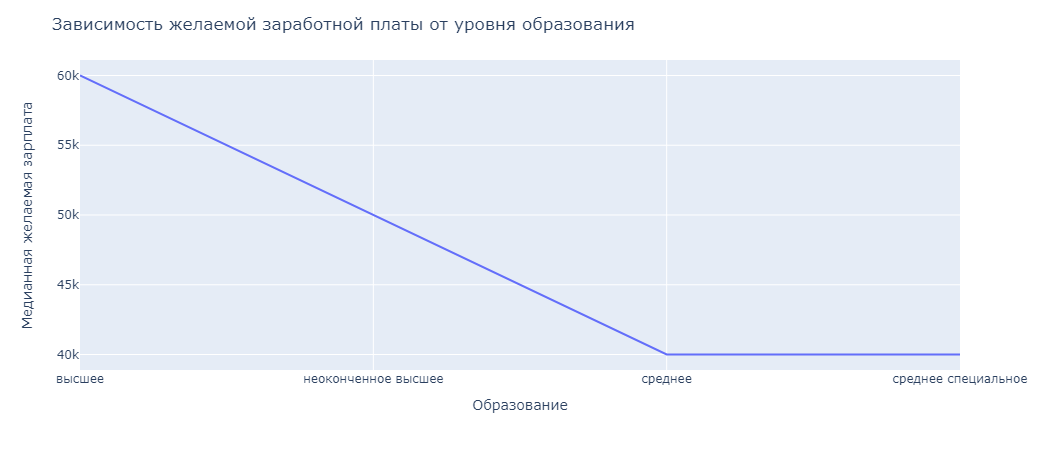 Зависимость желаемой заработной платы от уровня образования
Медианная желаемая зарплата
60k
55k
50k
45k
40k
высшее
неоконченное высшее
среднее
среднее специальное
Образование